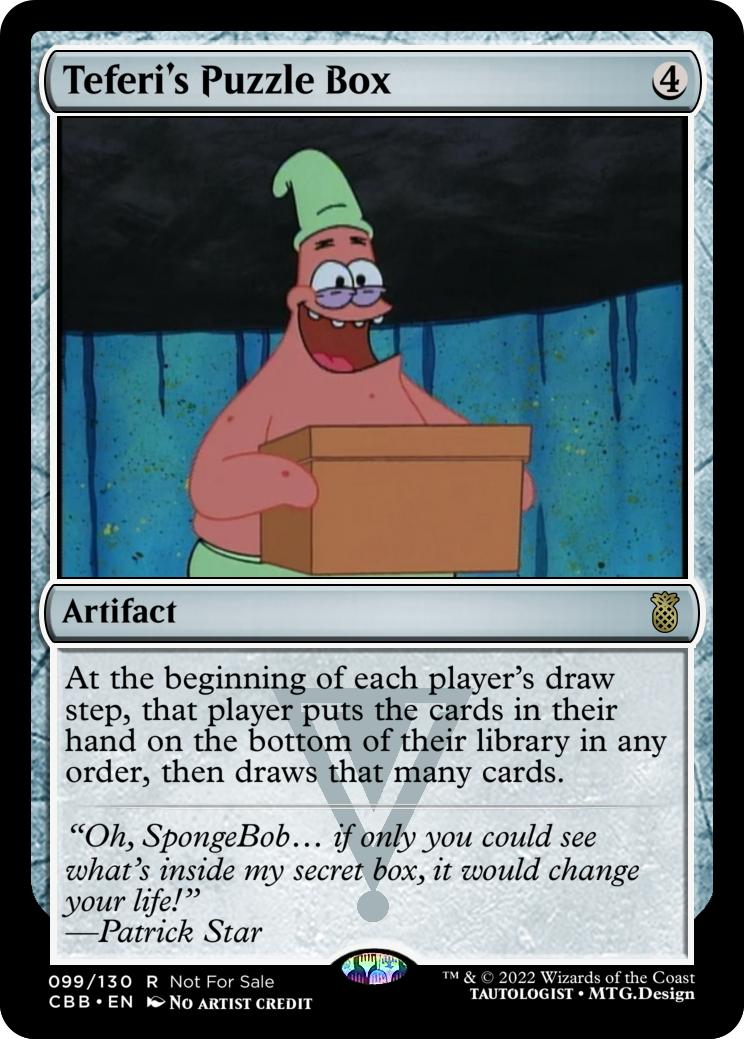 Teferi's Puzzle Box 4
Artifact
At the beginning of each player's draw
step, that player puts the cards in their
hand on the bottom of their library in any
order, then draws that many cards.
“Oh, SpongeBob… if only you could see
what's inside my secret box, it would change
your life!”
—Patrick Star
099/130 R Not For Sale
CBB • EN NO ARTIST CREDIT
™ & © 2022 Wizards of the Coast
TAUTOLOGIST • MTG.Design